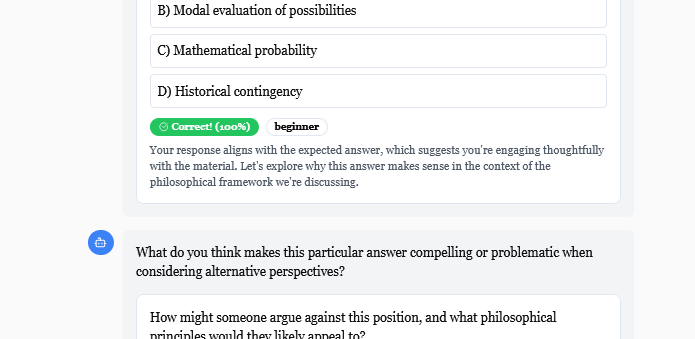 B) Modal evaluation of possibilities
C) Mathematical probability
D) Historical contingency
Correct! (100%) beginner
Your response aligns with the expected answer, which suggests you're engaging thoughtfully
with the material. Let's explore why this answer makes sense in the context of the
philosophical framework we're discussing.
What do you think makes this particular answer compelling or problematic when
considering alternative perspectives?
How might someone argue against this position, and what philosophical
principles would they likely appeal to?